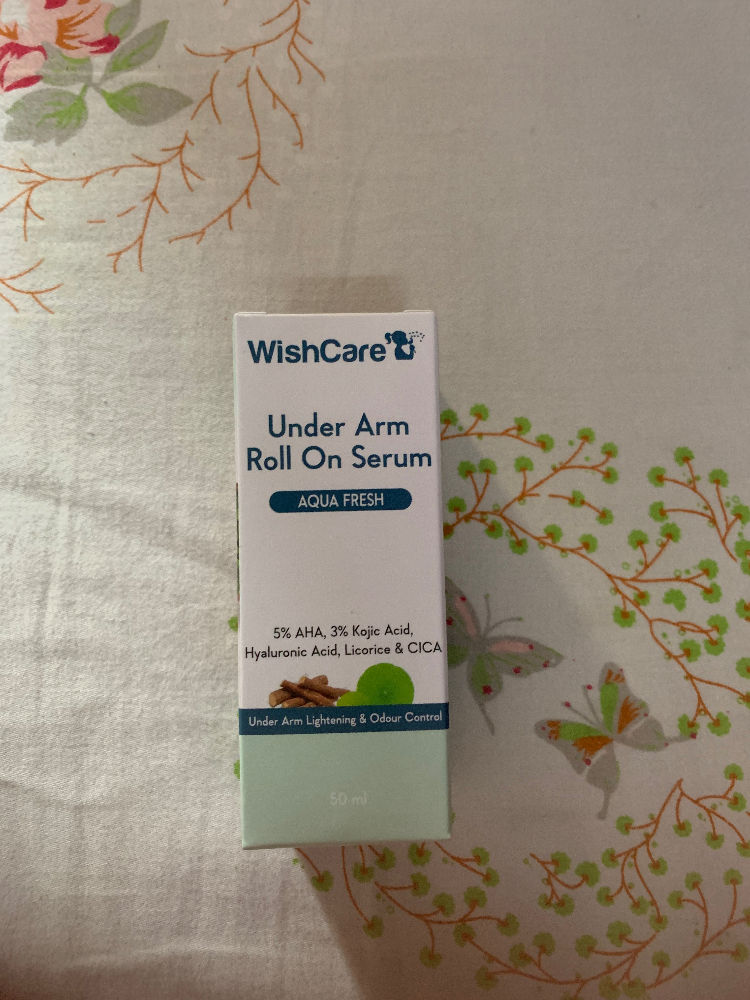 WishCare
Under Arm
Roll On Serum
AQUA FRESH
5% AHA, 3% Kojic Acid,
Hyaluronic Acid, Licorice & CICA
Under Arm Lightening & Odour Control
50 ml